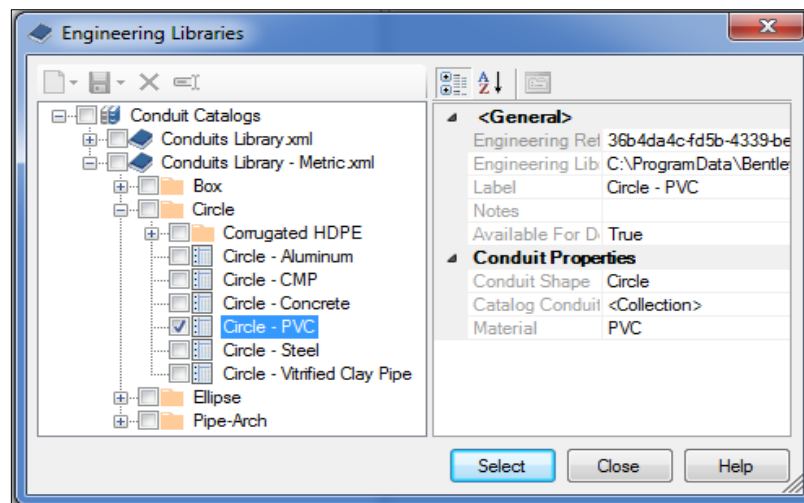 Engineering Libraries
Conduit Catalogs
Conduits Library.xml
Conduits Library - Metric.xml
Box
Circle
Corrugated HDPE
Circle - Aluminum
Circle - CMP
Circle - Concrete
Circle - PVC
Circle - Steel
Circle - Vitrified Clay Pipe
Ellipse
Pipe-Arch
<General>
Engineering Ref 36b4da4c-fd5b-4339-be
Engineering Lib C:\ProgramData\Bentley
Label Circle - PVC
Notes
Available For D True
Conduit Properties
Conduit Shape Circle
Catalog Conduit <Collection>
Material PVC
Select Close Help